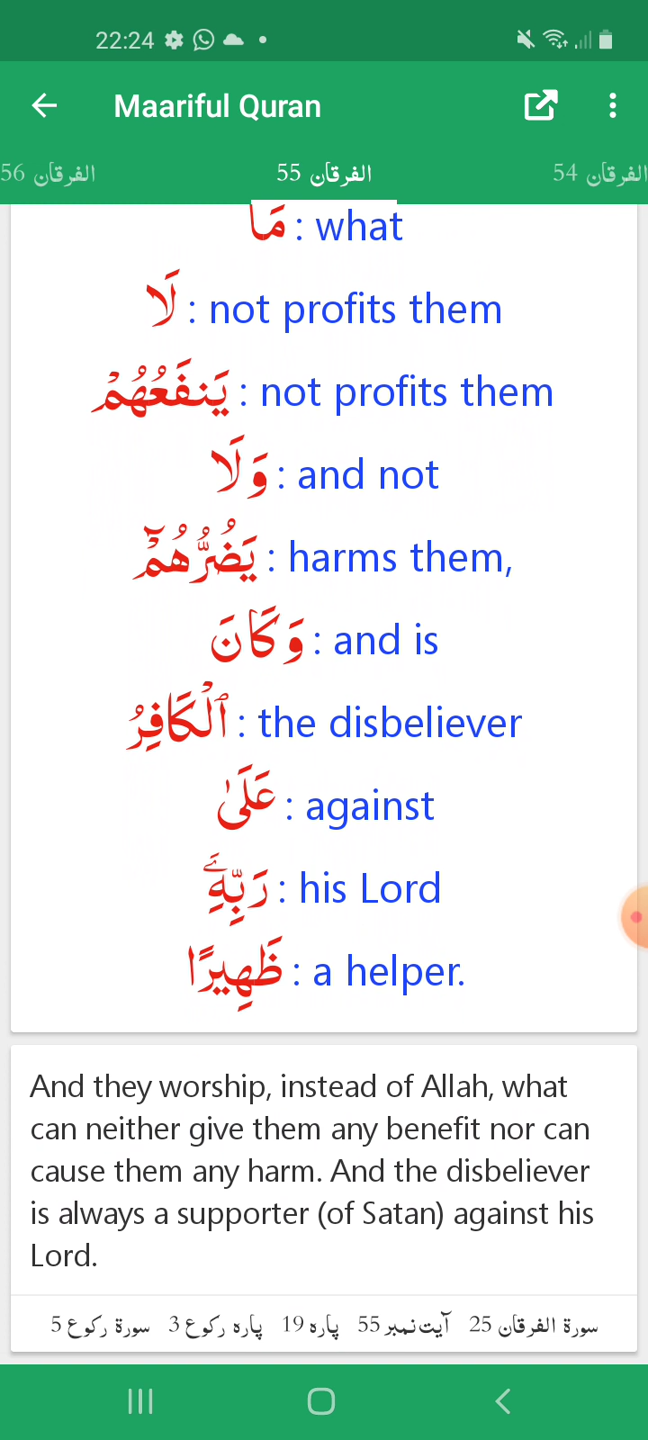 22:24
Maariful Quran
الفرقان 56 الفرقان 55 الفرقان 54
مَا : what
لَا : not profits them
يَنفَعُهُمْ : not profits them
وَلَا : and not
يَضُرُّهُمْۗ : harms them,
وَكَانَ : and is
ٱلْكَافِرُ : the disbeliever
عَلَىٰ : against
رَبِّهِۦ : his Lord
ظَهِيرًا : a helper.
And they worship, instead of Allah, what
can neither give them any benefit nor can
cause them any harm. And the disbeliever
is always a supporter (of Satan) against his
Lord.
سورة الفرقان 25 آیت نمبر 55 پارہ 19 پارہ رکوع 3 سورۃ رکوع 5